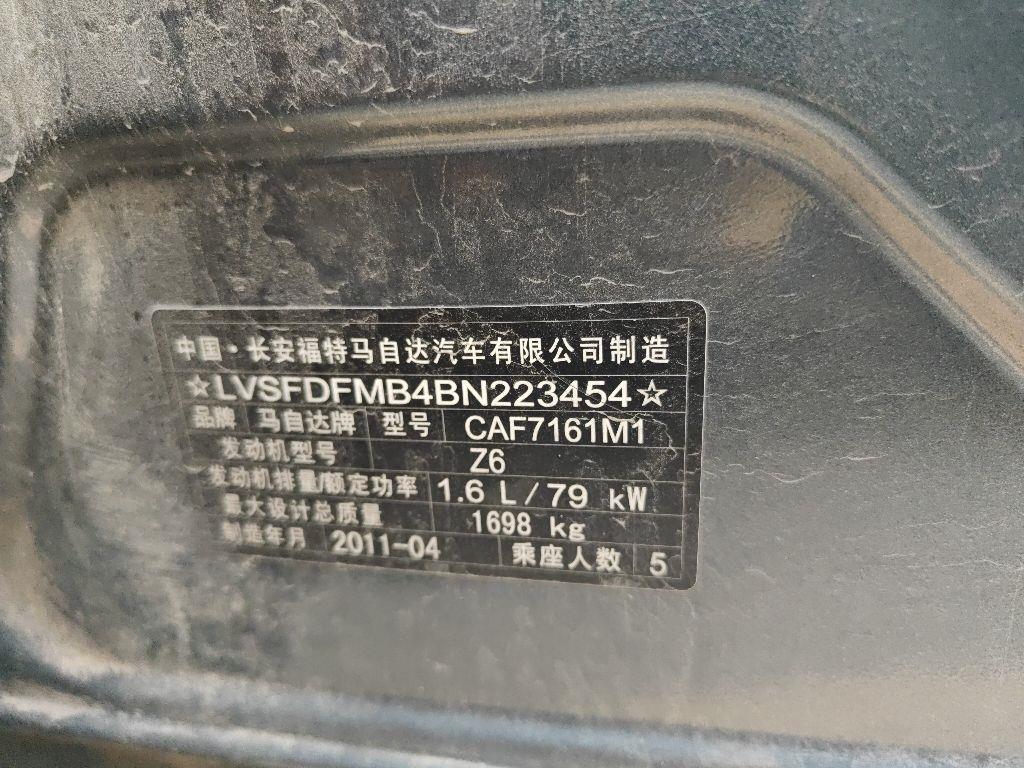 中国·长安福特马自达汽车有限公司制造
☆LVSFDFMB4BN223454☆
品牌 马自达牌 型号 CAF7161M1
发动机型号 Z6
发动机排量/额定功率 1.6 L/79 kW
最大设计总质量 1698 kg
制造年月 2011-04 乘座人数 5